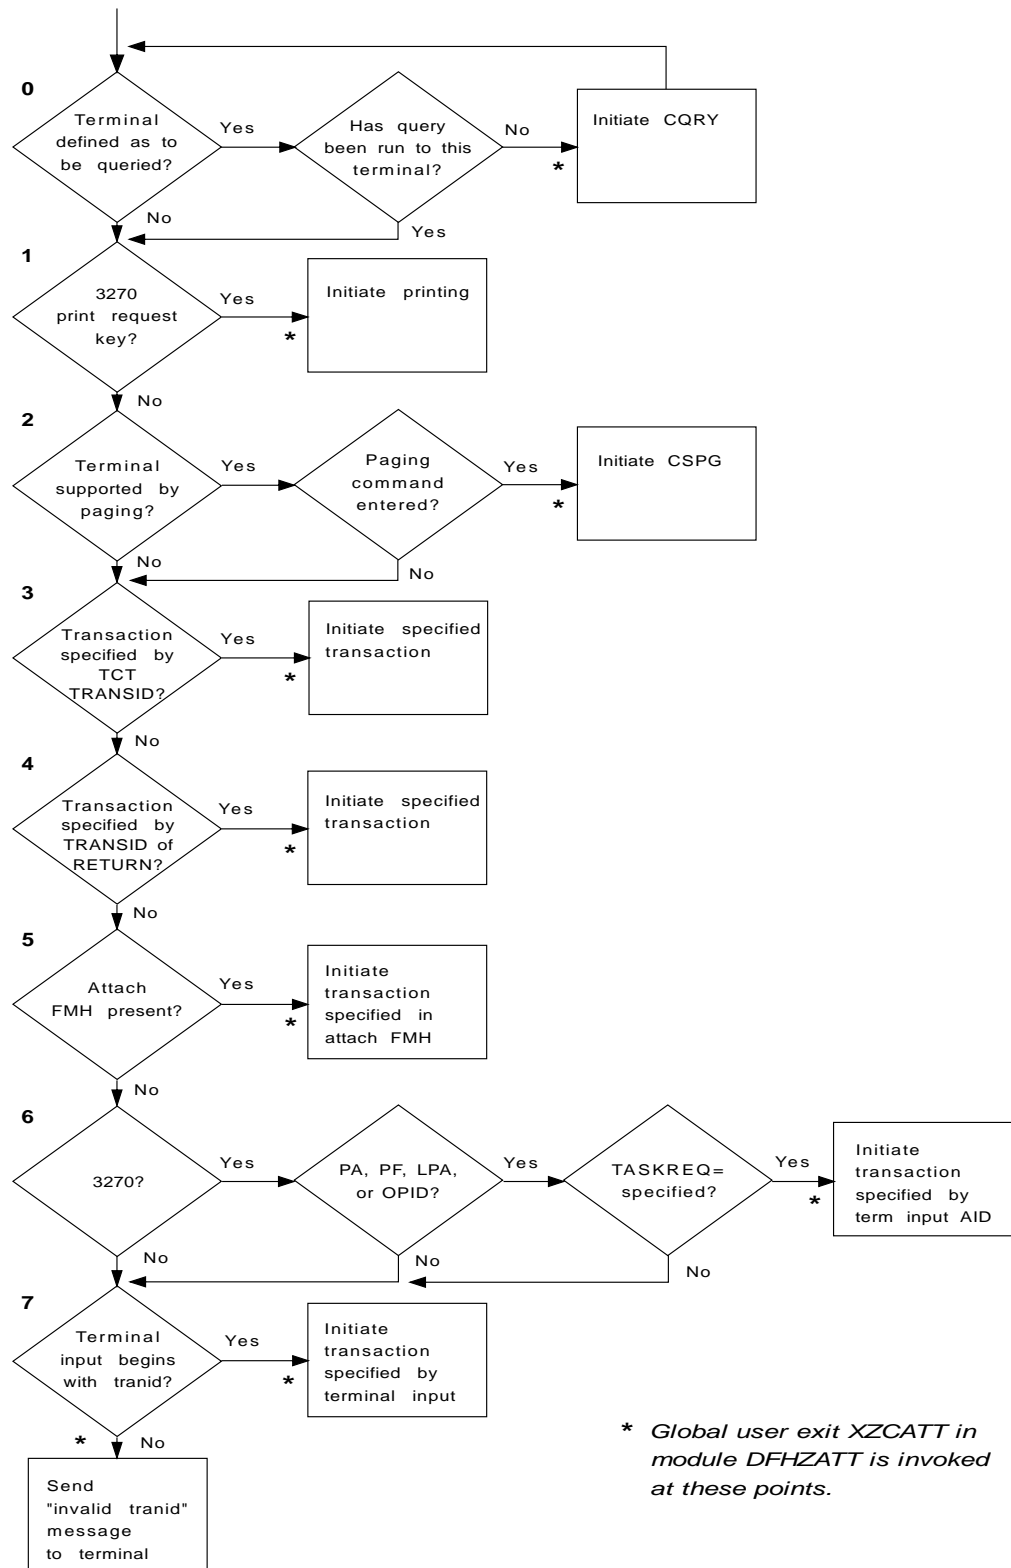 0
Terminal
defined as to
be queried?
Yes
Has query
been run to this
terminal?
No
*
Initiate CQRY
No
Yes
1
3270
print request
key?
Yes
*
Initiate printing
No
2
Terminal
supported by
paging?
Yes
Paging
command
entered?
Yes
*
Initiate CSPG
No
No
3
Transaction
specified by
TCT
TRANSID?
Yes
*
Initiate specified
transaction
No
4
Transaction
specified by
TRANSID of
RETURN?
Yes
*
Initiate specified
transaction
No
5
Attach
FMH present?
Yes
*
Initiate
transaction
specified in
attach FMH
No
6
3270?
Yes
PA, PF, LPA,
or OPID?
Yes
TASKREQ=
specified?
Yes
*
Initiate
transaction
specified by
term input AID
No
No
No
7
Terminal
input begins
with tranid?
Yes
*
Initiate
transaction
specified by
terminal input
* No
Send
"invalid tranid"
message
to terminal
* Global user exit XZCATT in
module DFHZATT is invoked
at these points.